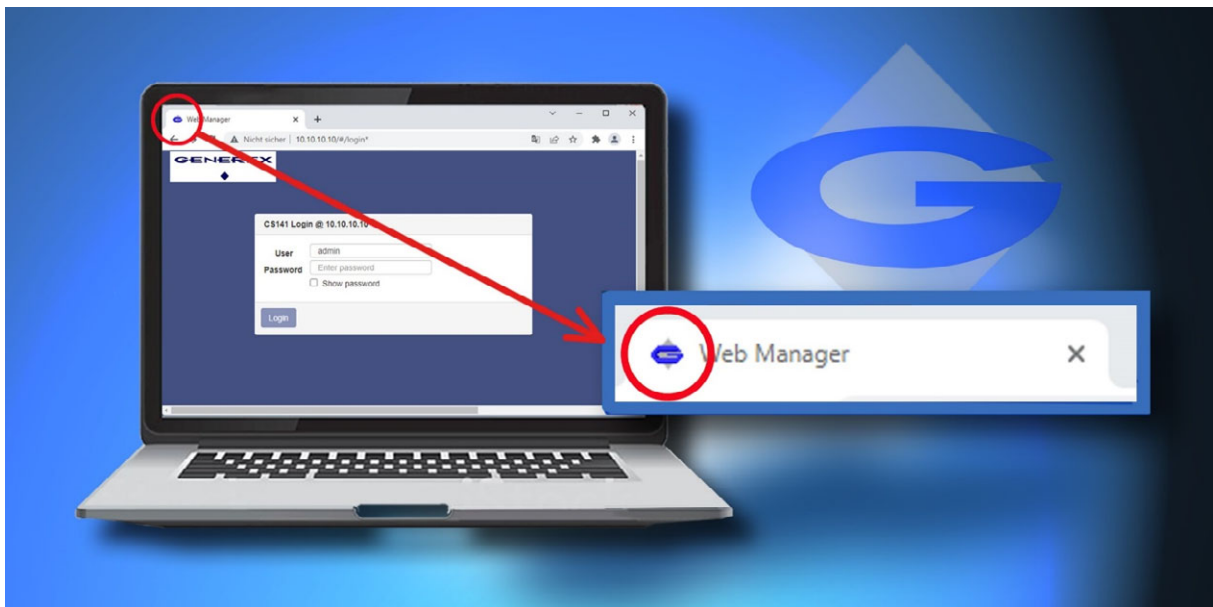 Web Manager
Nicht sicher | 10.10.10.10/#/login*
GENEREX
CS141 Login @ 10.10.10.10
User admin
Password Enter password
Show password
Login
Web Manager
G